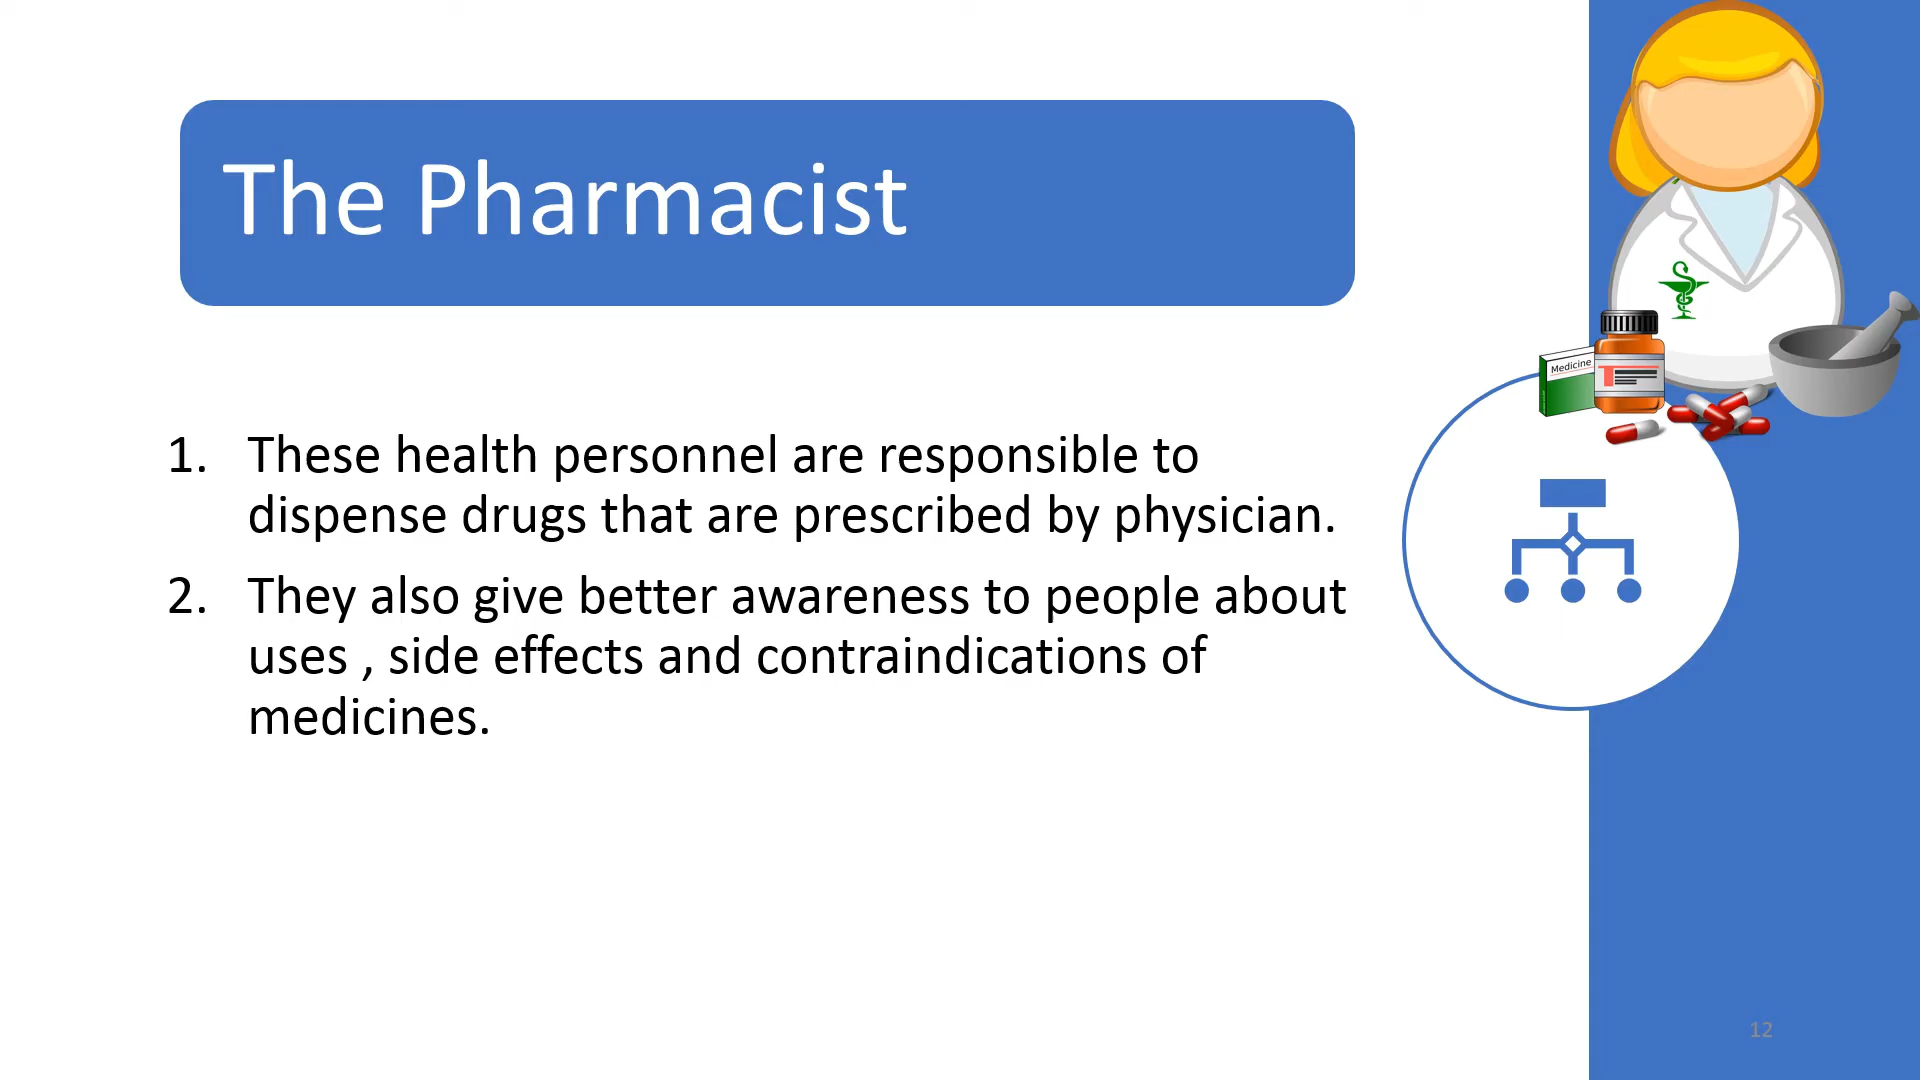 The Pharmacist
Medicine
1. These health personnel are responsible to
dispense drugs that are prescribed by physician.
2. They also give better awareness to people about
uses , side effects and contraindications of
medicines.
12